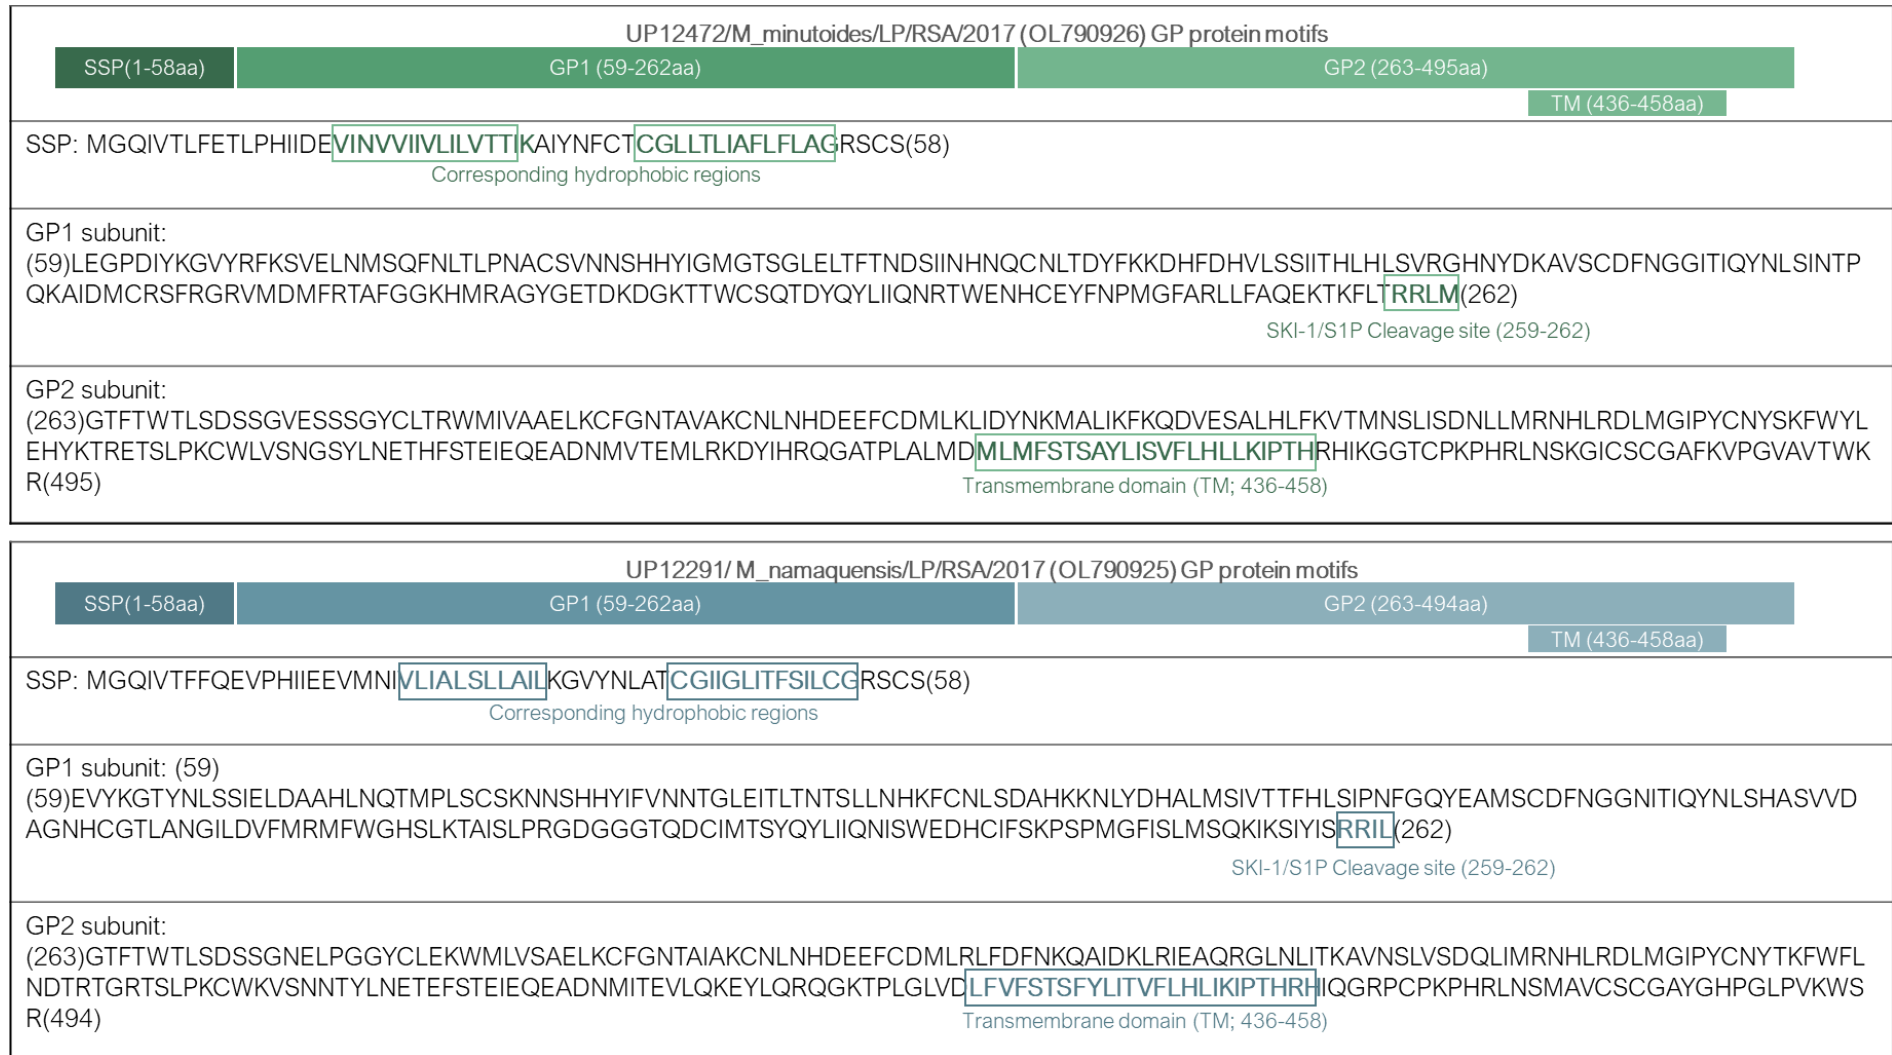 UP12472/M_minutoides/LP/RSA/2017 (OL790926) GP protein motifs
SSP(1-58aa)
GP1 (59-262aa)
GP2 (263-495aa)
TM (436-458aa)
SSP: MGQIVTLFETLPHIIDEVINVVIIVLILVTTIKAIYNFCTCGLLTLIAFLFLAGRSCS(58)
Corresponding hydrophobic regions
GP1 subunit:
(59)LEGPDIYKGVYRFKSVELNMSQFNLTLPNACSVNNSHHYIGMGTSGLELTFTNDSIINHNQCNLTDYFKKDHFDHVLSSIITHLHLSVRGHNYDKAVSCDFNGGITIQYNLSINTP
QKAIDMCRSFRGRVMDMFRTAFGGKHMRAGYGETDKDGKTTWCSQTDYQYLIIQNRTWENHCEYFNPMGFARLLFAQEKTKFLTRRLM(262)
SKI-1/S1P Cleavage site (259-262)
GP2 subunit:
(263)GTFTWTLSDSSGVESSSGYCLTRWMIVAAELKCFGNTAVAKCNLNHDEEFCDMLKLIDYNKMALIKFKQDVESALHLFKVTMNSLISDNLLMRNHLRDLMGIPYCNYSKFWYL
EHYKTRETSLPKCWLVSNGSYLNETHFSTEIEQEADNMVTEMLRKDYIHRQGATPLALMDMLMFSTSAYLISVFLHLLKIPTHRHIKGGTCPKPHRLNSKGICSCGAFKVPGVAVTWK
R(495)
Transmembrane domain (TM; 436-458)
UP12291/ M_namaquensis/LP/RSA/2017 (OL790925) GP protein motifs
SSP(1-58aa)
GP1 (59-262aa)
GP2 (263-494aa)
TM (436-458aa)
SSP: MGQIVTFFQEVPHIIEEVMNIVLIALSLLAILKGVYNLATCGIIGLITFSILCGRSCS(58)
Corresponding hydrophobic regions
GP1 subunit: (59)
(59)EVYKGTYNLSSIELDAAHLNQTMPLSCSKNNSHHYIFVNNTGLEITLTNTSLLNHKFCNLSDAHKKNLYDHALMSIVTTFHLSIPNFGQYEAMSCDFNGGNITIQYNLSHASVVD
AGNHCGTLANGILDVFMRMFWGHSLKTAISLPRGDGGGTQDCIMTSYQYLIIQNISWEDHCIFSKPSPMGFISLMSQKIKSIYISRRIL(262)
SKI-1/S1P Cleavage site (259-262)
GP2 subunit:
(263)GTFTWTLSDSSGNELPGGYCLEKWMLVSAELKCFGNTAIAKCNLNHDEEFCDMLRLFDFNKQAIDKLRIEAQRGLNLITKAVNSLVSDQLIMRNHLRDLMGIPYCNYTKFWFL
NDTRTGRTSLPKCWKVSNNTYLNETEFSTEIEQEADNMITEVLQKEYLQRQGKTPLGLVDLFVFSTSFYLITVFLHLIKIPTHRHIQGRPCPKPHRLNSMAVCSCGAYGHPGLPVKWS
R(494)
Transmembrane domain (TM; 436-458)